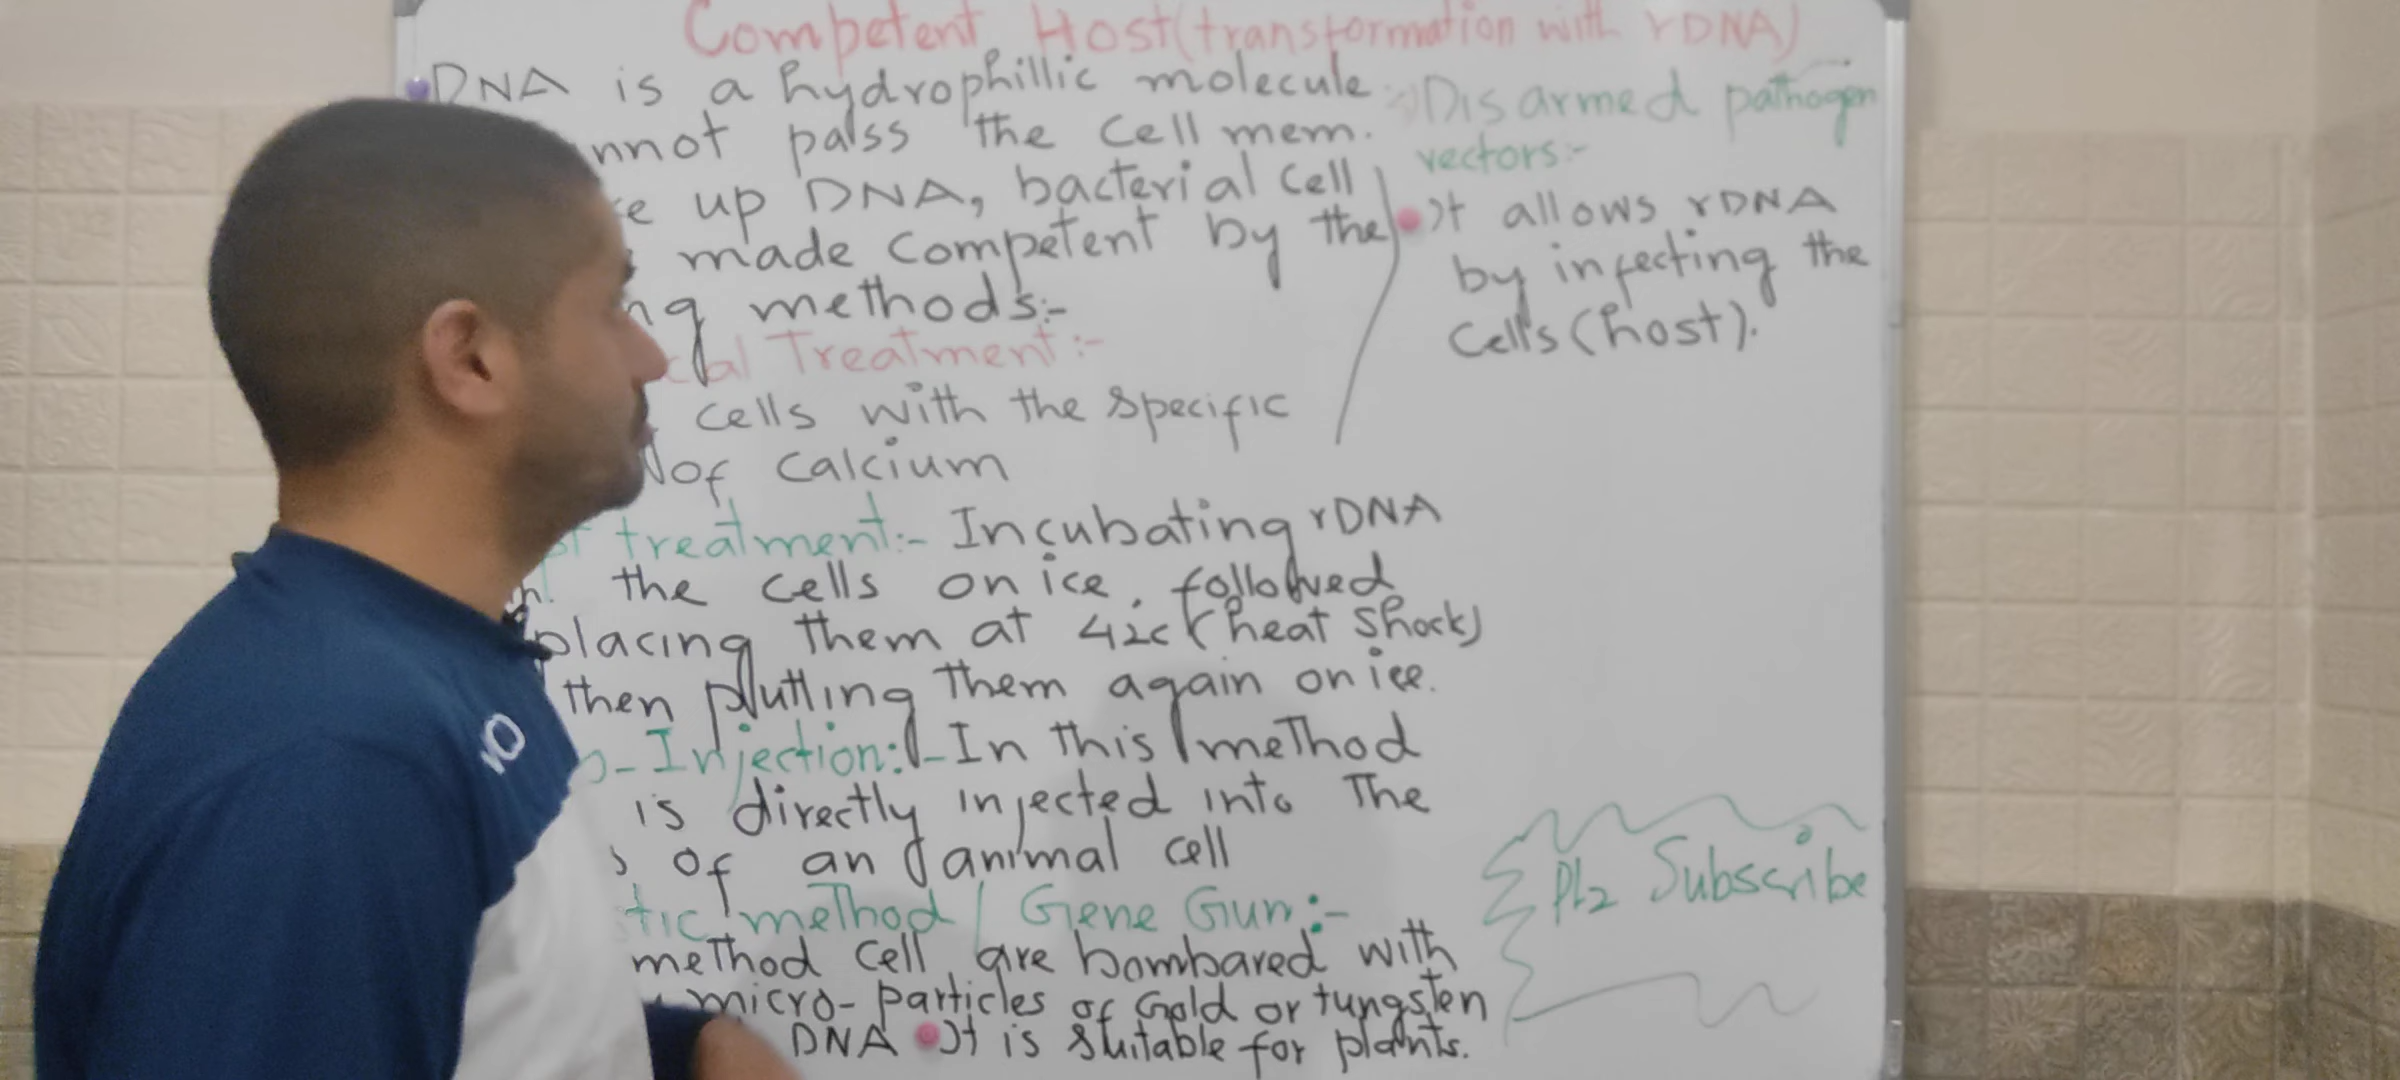 Competent Host(transformation with rDNA)
DNA is a hydrophillic molecule
nnot pass the cell mem.
e up DNA, bacterial cell
made competent by the
ng methods:-
cal Treatment:-
cells with the specific
of calcium
treatment:- Incubating rDNA
the cells on ice, followed
placing them at 42c (heat shock)
then putting them again on ice.
o-Injection:- In this method
is directly injected into The
s of an animal cell
tic method / Gene Gun:-
method cell are bombared with
micro-particles of Gold or tungsten
DNA It is suitable for plants.
Disarmed pathogen
vectors:-
It allows rDNA
by infecting the
Cells (host).
Plz Subscribe